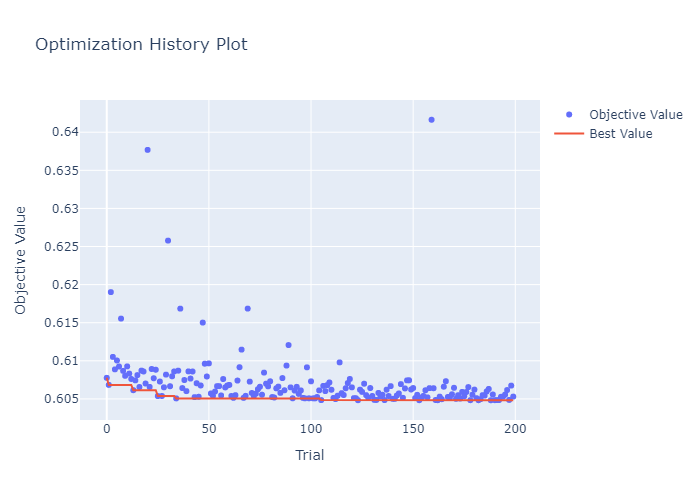 Optimization History Plot
Objective Value
Best Value
0.64
0.635
0.63
0.625
0.62
0.615
0.61
0.605
Objective Value
0
50
100
150
200
Trial